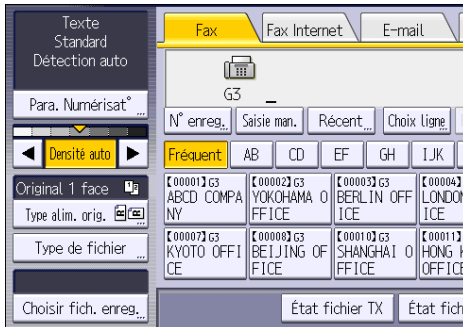 Texte
Standard
Détection auto
Para. Numérisat°
Densité auto
Original 1 face
Type alim. orig.
Type de fichier
Choisir fich. enreg.
Fax
Fax Internet
E-mail
G3 _
N° enreg.
Saisie man.
Récent
Choix ligne
Fréquent
AB
CD
EF
GH
IJK
【00001】G3
ABCD COMPA
NY
【00002】G3
YOKOHAMA O
FFICE
【00003】G3
BERLIN OFF
ICE
【00004】
LONDON
ICE
【00007】G3
KYOTO OFFI
CE
【00008】G3
BEIJING OF
FICE
【00010】G3
SHANGHAI O
FFICE
【00011】
HONG
OFFICE
État fichier TX
État fich